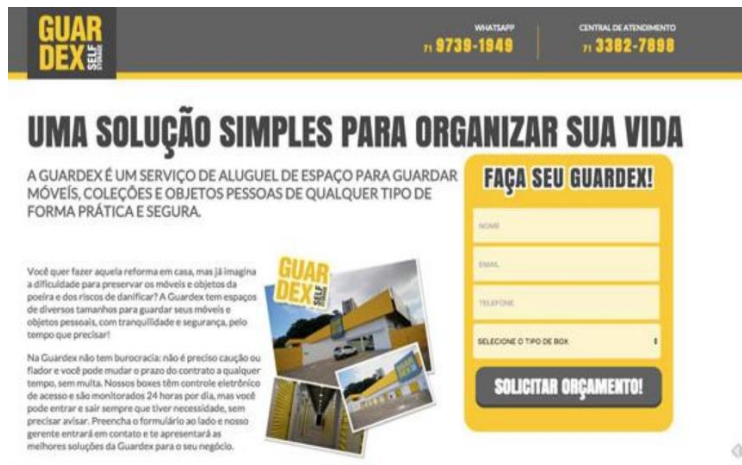 GUAR
DEX SELF STORAGE
WHATSAPP
71 9739-1949
CENTRAL DE ATENDIMENTO
71 3382-7898
UMA SOLUÇÃO SIMPLES PARA ORGANIZAR SUA VIDA
A GUARDEX É UM SERVIÇO DE ALUGUEL DE ESPAÇO PARA GUARDAR
MÓVEÍS, COLEÇÕES E OBJETOS PESSOAS DE QUALQUER TIPO DE
FORMA PRÁTICA E SEGURA.
Você quer fazer aquela reforma em casa, mas já imagina
a dificuldade para preservar os móveis e objetos da
poeira e dos riscos de danificar? A Guardex tem espaços
de diversos tamanhos para guardar seus móveis e
objetos pessoais, com tranquilidade e segurança, pelo
tempo que precisar!
Na Guardex não tem burocracia: não é preciso caução ou
fiador e você pode mudar o prazo do contrato a qualquer
tempo, sem multa. Nossos boxes têm controle eletrônico
de acesso e são monitorados 24 horas por dia, mas você
pode entrar e sair sempre que tiver necessidade, sem
precisar avisar. Preencha o formulário ao lado e nosso
gerente entrará em contato e te apresentará as
melhores soluções da Guardex para o seu negócio.
GUAR
DEX SELF STORAGE
FAÇA SEU GUARDEX!
NOME
EMAIL
TELEFONE
SELECIONE O TIPO DE BOX
SOLICITAR ORÇAMENTO!